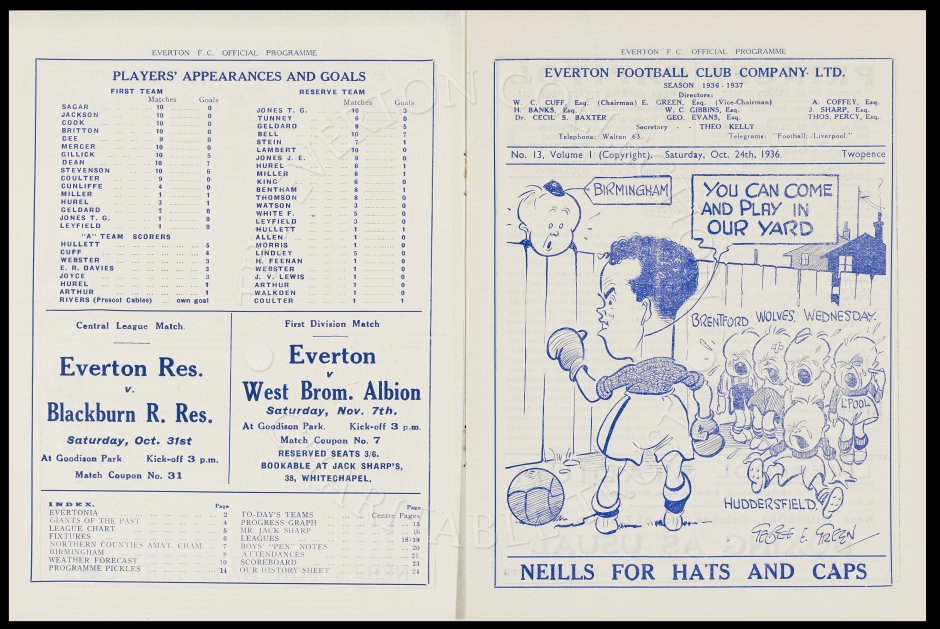 EVERTON F. C. OFFICIAL PROGRAMME
PLAYERS' APPEARANCES AND GOALS
FIRST TEAM
Matches Goals
SAGAR 10 0
JACKSON 10 0
COOK 10 0
BRITTON 10 0
GEE 9 0
MERCER 10 0
GILLICK 10 5
DEAN 10 7
STEVENSON 10 5
COULTER 9 0
CUNLIFFE 4 0
MILLER 1 1
HUREL 3 1
GELDARD 2 0
JONES T. G. 1 0
LEYFIELD 1 0
"A" TEAM SCORERS
HULLETT 5
CUFF 4
WEBSTER 3
E. R. DAVIES 3
JOYCE 3
HUREL 1
ARTHUR 1
RIVERS (Prescot Cables) own goal
RESERVE TEAM
Matches Goals
JONES T. G. 10 3
TUNNEY 6 0
GELDARD 8 5
BELL 10 7
STEIN 7 1
LAMBERT 10 0
JONES J. E. 9 0
HUREL 6 1
MILLER 6 1
KING 6 0
BENTHAM 8 1
THOMSON 8 0
WATSON 3 0
WHITE F. 5 0
LEYFIELD 3 0
HULLETT 1 1
ALLEN 1 0
MORRIS 1 0
LINDLEY 5 0
H. FEENAN 1 0
WEBSTER 1 0
J. V. LEWIS 1 0
ARTHUR 1 0
WALKDEN 1 0
COULTER 1 1
Central League Match
Everton Res.
v.
Blackburn R. Res.
Saturday, Oct. 31st
At Goodison Park. Kick-off 3 p.m.
Match Coupon No. 31
First Division Match
Everton
v
West Brom. Albion
Saturday, Nov. 7th.
At Goodison Park. Kick-off 3 p.m.
Match Coupon No. 7
RESERVED SEATS 3/6.
BOOKABLE AT JACK SHARP'S,
38, WHITECHAPEL.
INDEX. Page
EVERTONIA 2
GIANTS OF THE PAST 4
LEAGUE CHART 5
FIXTURES 6
NORTHERN COUNTIES AMAT. CHAM. 7
BIRMINGHAM 8
WEATHER FORECAST 10
PROGRAMME PICKLES 14
Page
TO-DAY'S TEAMS Centre Pages
PROGRESS GRAPH 15
MR. JACK SHARP 16
LEAGUES 18-19
BOYS' "PEN" NOTES 20
ATTENDANCES 21
SCOREBOARD 23
OUR HISTORY SHEET 24
EVERTON F. C. OFFICIAL PROGRAMME
EVERTON FOOTBALL CLUB COMPANY. LTD.
SEASON 1936-1937
Directors:
W. C. CUFF, Esq. (Chairman) E. GREEN, Esq. (Vice-Chairman) A. COFFEY, Esq.
H. BANKS, Esq. W. C. GIBBINS, Esq. J. SHARP, Esq.
Dr. CECIL S. BAXTER GEO. EVANS, Esq. THOS. PERCY, Esq.
Secretary - - THEO KELLY
Telephone: Walton 63. Telegrams: "Football, Liverpool."
No. 13, Volume 1 (Copyright). Saturday, Oct. 24th, 1936. Twopence
BIRMINGHAM
YOU CAN COME
AND PLAY IN
OUR YARD
BRENTFORD WOLVES. WEDNESDAY.
L'POOL
HUDDERSFIELD.
GEORGE E. GREEN
NEILLS FOR HATS AND CAPS